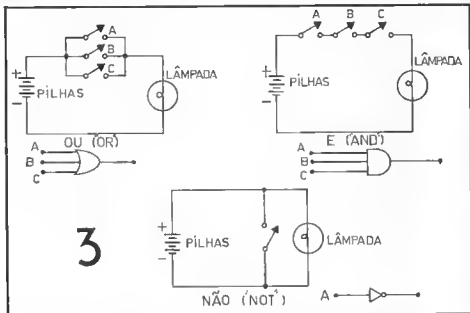 A
B
C
+
-
PILHAS
LÂMPADA
OU ('OR')
A
B
C
A B C
+
-
PILHAS
LÂMPADA
E ('AND')
A
B
C
3
+
-
PILHAS
LÂMPADA
NÃO ('NOT')
A